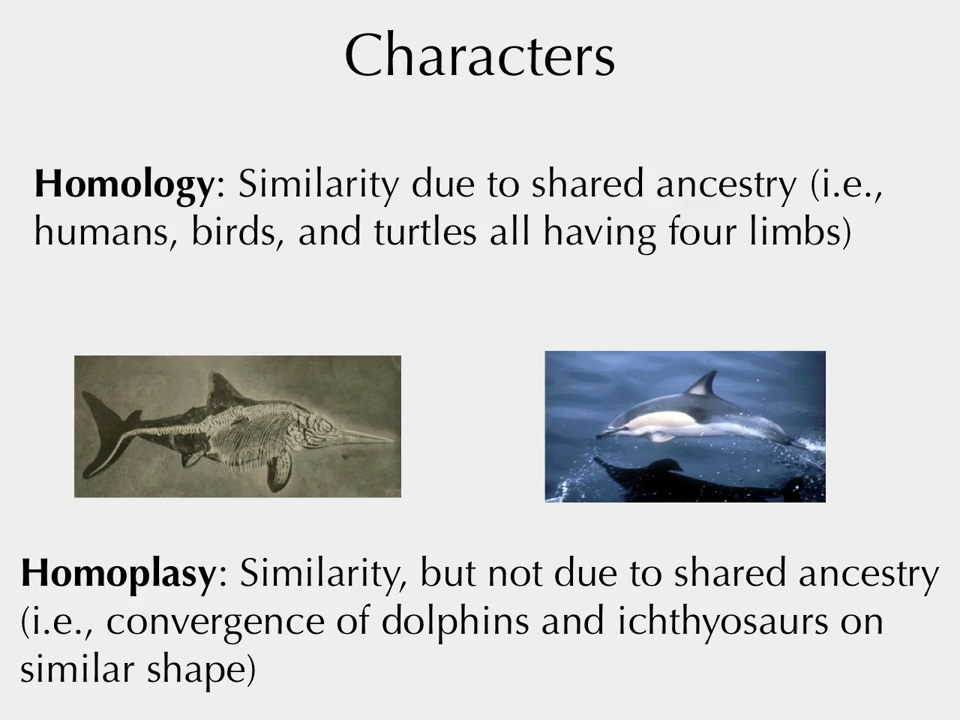 Characters
Homology: Similarity due to shared ancestry (i.e.,
humans, birds, and turtles all having four limbs)
Homoplasy: Similarity, but not due to shared ancestry
(i.e., convergence of dolphins and ichthyosaurs on
similar shape)